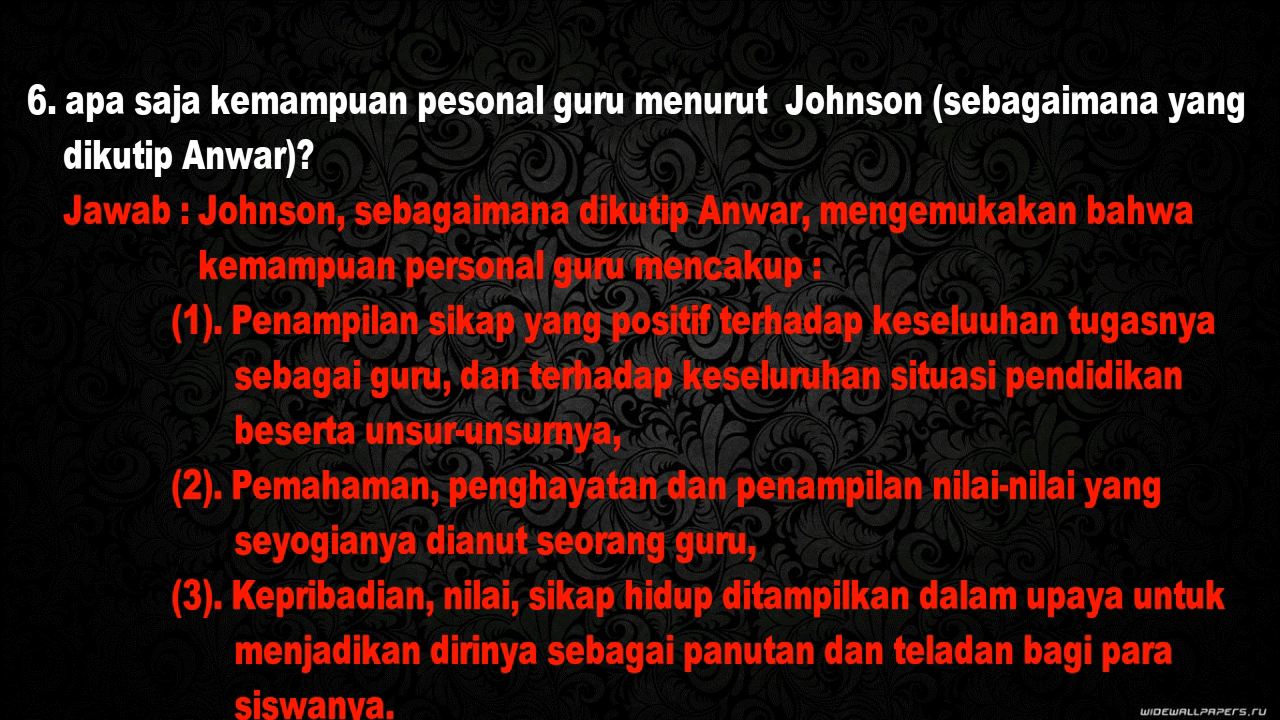 6. apa saja kemampuan pesonal guru menurut Johnson (sebagaimana yang
dikutip Anwar)?
Jawab : Johnson, sebagaimana dikutip Anwar, mengemukakan bahwa
kemampuan personal guru mencakup :
(1). Penampilan sikap yang positif terhadap keseluuhan tugasnya
sebagai guru, dan terhadap keseluruhan situasi pendidikan
beserta unsur-unsurnya,
(2). Pemahaman, penghayatan dan penampilan nilai-nilai yang
seyogianya dianut seorang guru,
(3). Kepribadian, nilai, sikap hidup ditampilkan dalam upaya untuk
menjadikan dirinya sebagai panutan dan teladan bagi para
siswanya.
WIDEWALLPAPERS.RU